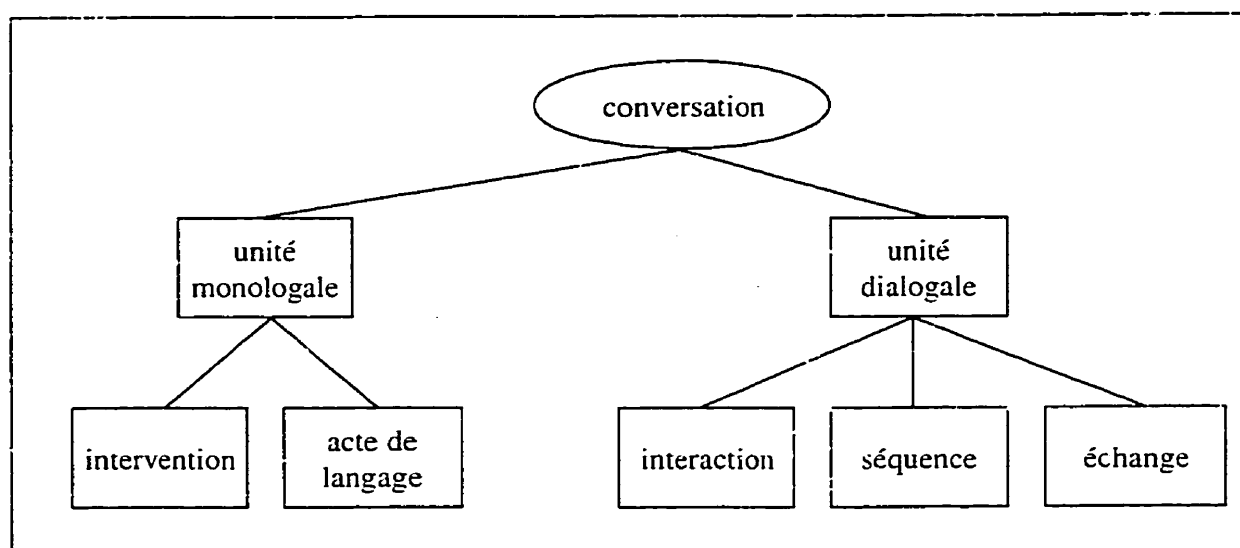 conversation
unité
monologale
unité
dialogale
intervention
acte de
langage
interaction
séquence
échange